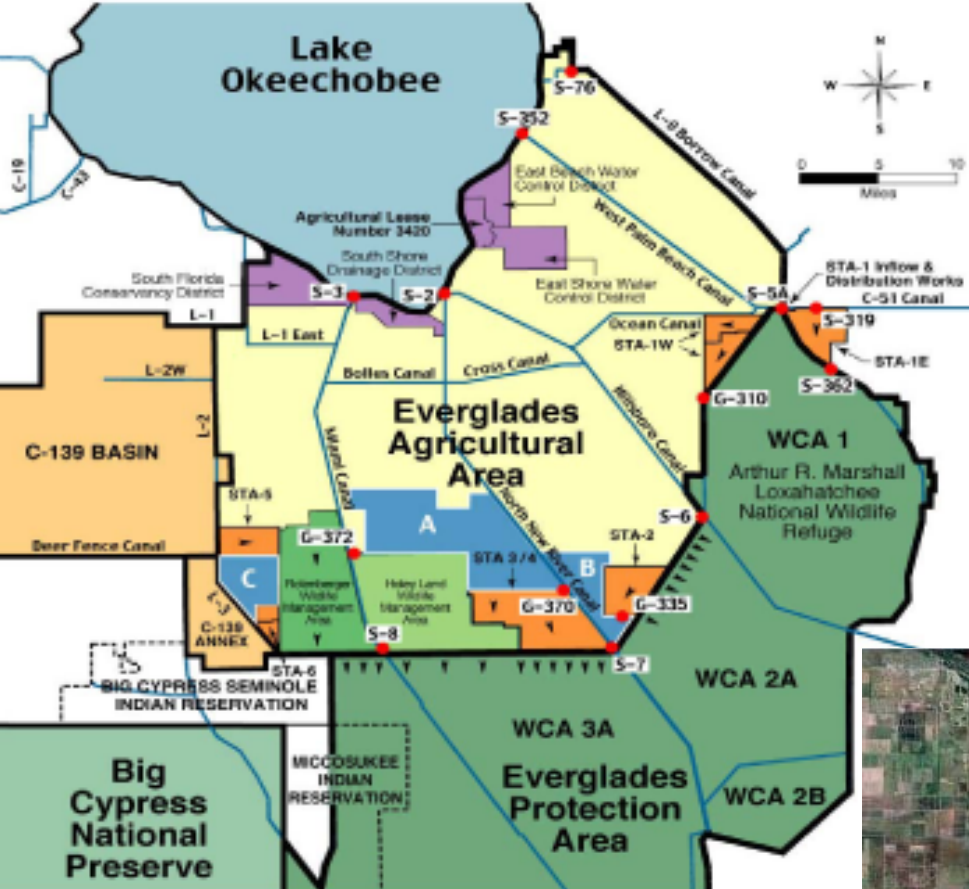 Lake
Okeechobee
N
W
E
S
S-76
S-352
L-8 Borrow Canal
C-19
C-43
0
5
10
Miles
East Beach Water
Control District
Agricultural Lease
Number 3420
West Palm Beach Canal
South Shore
Drainage District
East Shore Water
Control District
South Florida
Conservancy District
S-3
S-2
STA-1 Inflow &
Distribution Works
S-5A
C-51 Canal
L-1
L-1 East
Ocean Canal
STA-1W
S-319
STA-1E
S-362
L-2W
Bolles Canal
Cross Canal
Hillsboro Canal
G-310
L-2
C-139 BASIN
Everglades
Agricultural
Area
Miami Canal
WCA 1
Arthur R. Marshall
Loxahatchee
National Wildlife
Refuge
STA-5
A
North New River Canal
S-6
G-372
STA-2
Deer Fence Canal
STA 3/4
B
C
Rotenberger
Wildlife
Management
Area
Holey Land
Wildlife
Management
Area
L-3
C-139
ANNEX
G-370
G-335
S-8
S-7
STA-6
BIG CYPRESS SEMINOLE
INDIAN RESERVATION
WCA 2A
WCA 3A
MICCOSUKEE
INDIAN
RESERVATION
Everglades
Protection
Area
WCA 2B
Big
Cypress
National
Preserve